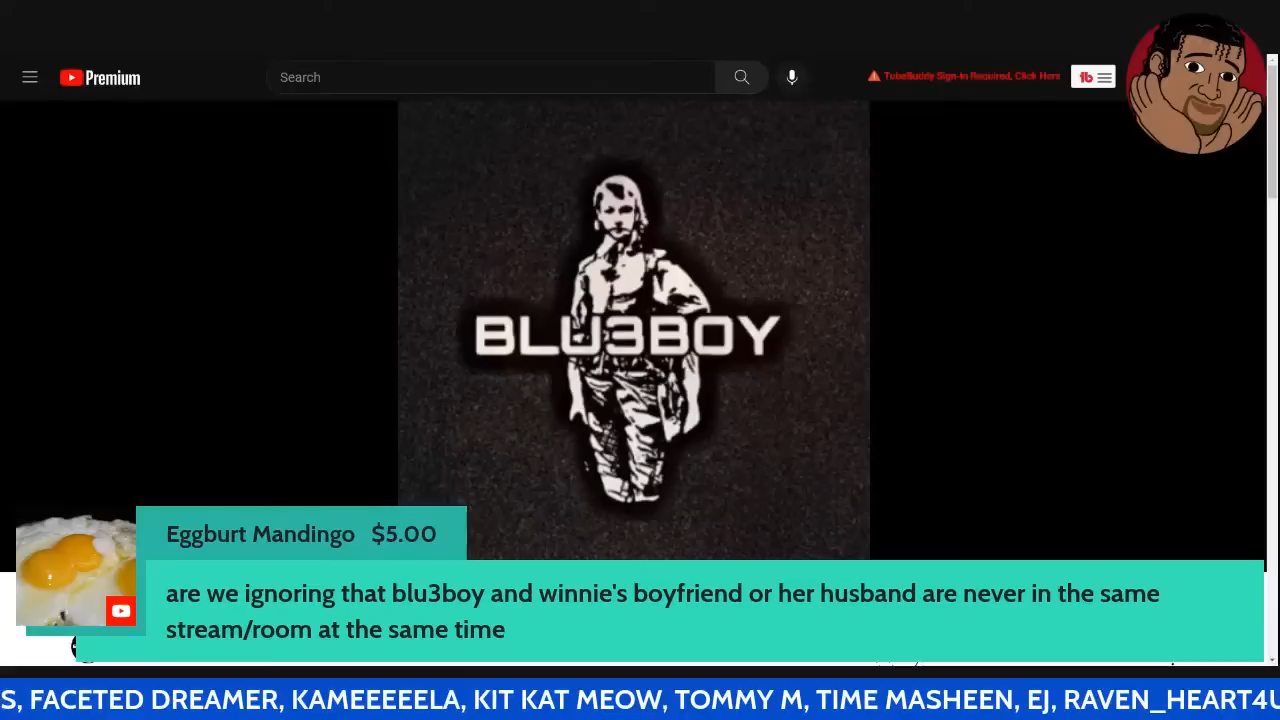 Premium
Search
TubeBuddy Sign-In Required, Click Here
tb
BLU3BOY
Eggburt Mandingo $5.00
are we ignoring that blu3boy and winnie's boyfriend or her husband are never in the same
stream/room at the same time
S, FACETED DREAMER, KAMEEEEELA, KIT KAT MEOW, TOMMY M, TIME MASHEEN, EJ, RAVEN_HEART4U